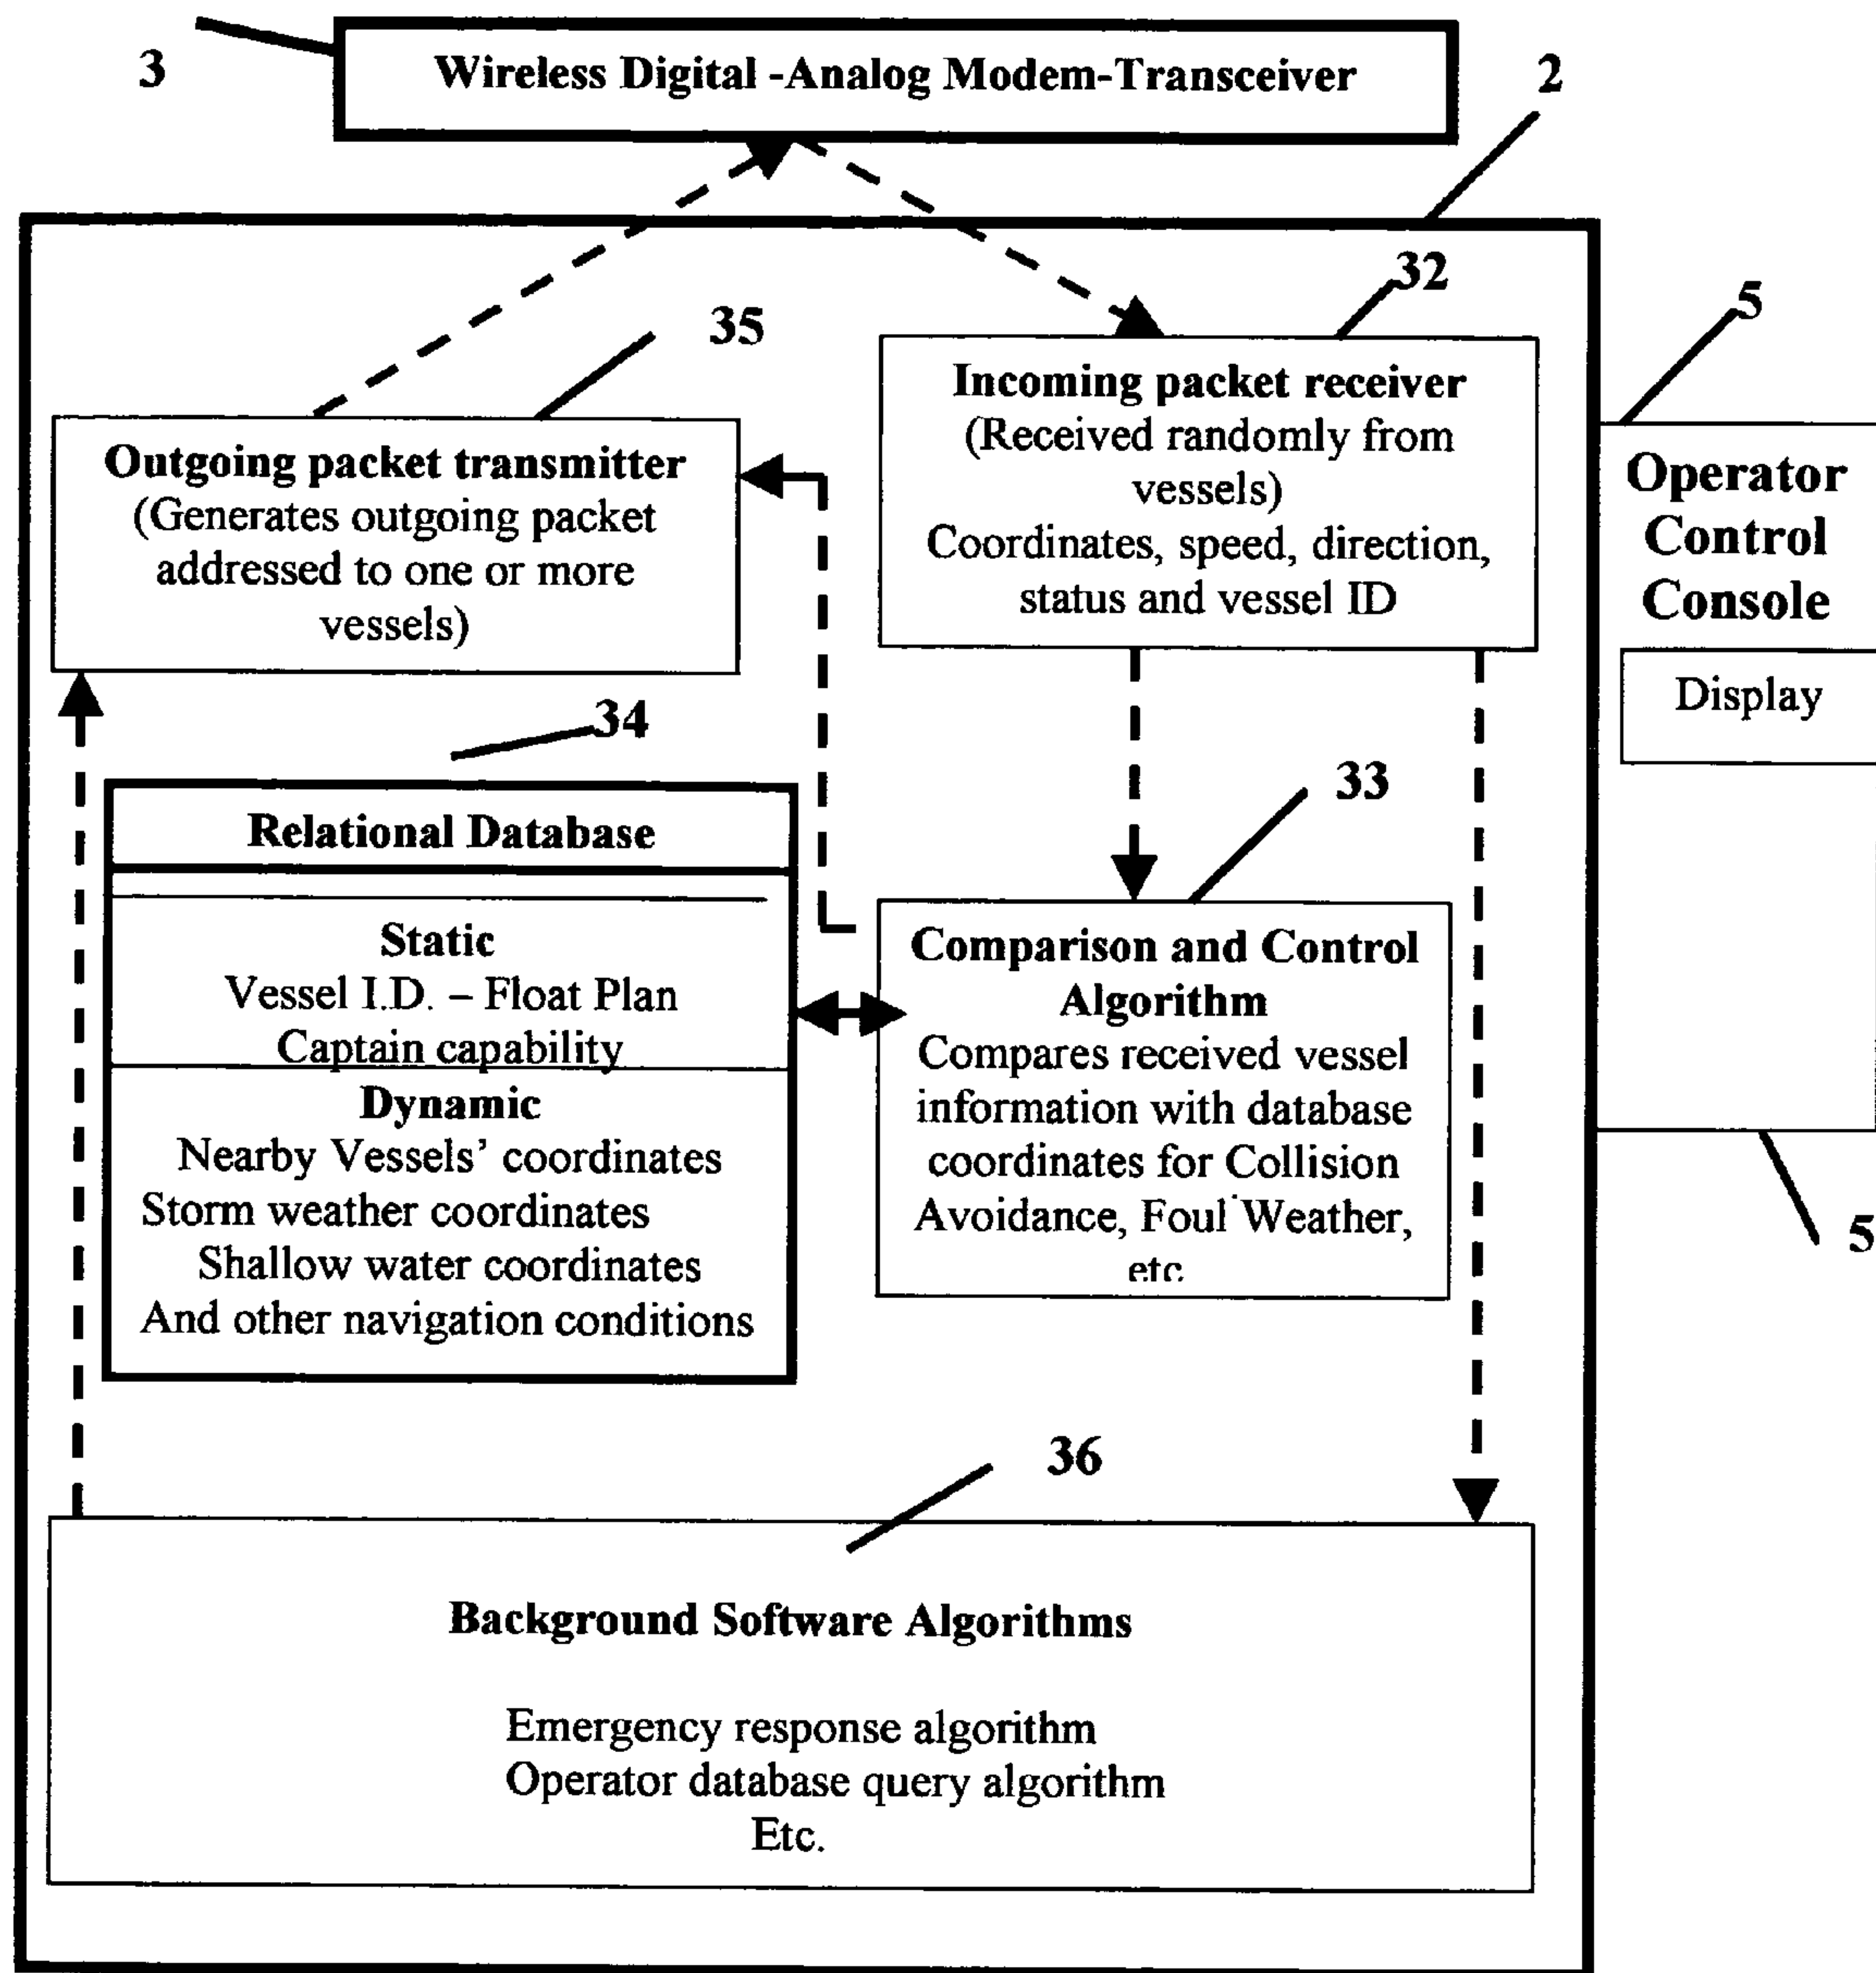 3
Wireless Digital -Analog Modem-Transceiver
2
32
35
5
Incoming packet receiver
(Received randomly from
vessels)
Coordinates, speed, direction,
status and vessel ID
Outgoing packet transmitter
(Generates outgoing packet
addressed to one or more
vessels)
Operator
Control
Console
Display
34
33
Relational Database
Static
Vessel I.D. – Float Plan
Captain capability
Dynamic
Nearby Vessels’ coordinates
Storm weather coordinates
Shallow water coordinates
And other navigation conditions
Comparison and Control
Algorithm
Compares received vessel
information with database
coordinates for Collision
Avoidance, Foul Weather,
etc
5
36
Background Software Algorithms
Emergency response algorithm
Operator database query algorithm
Etc.